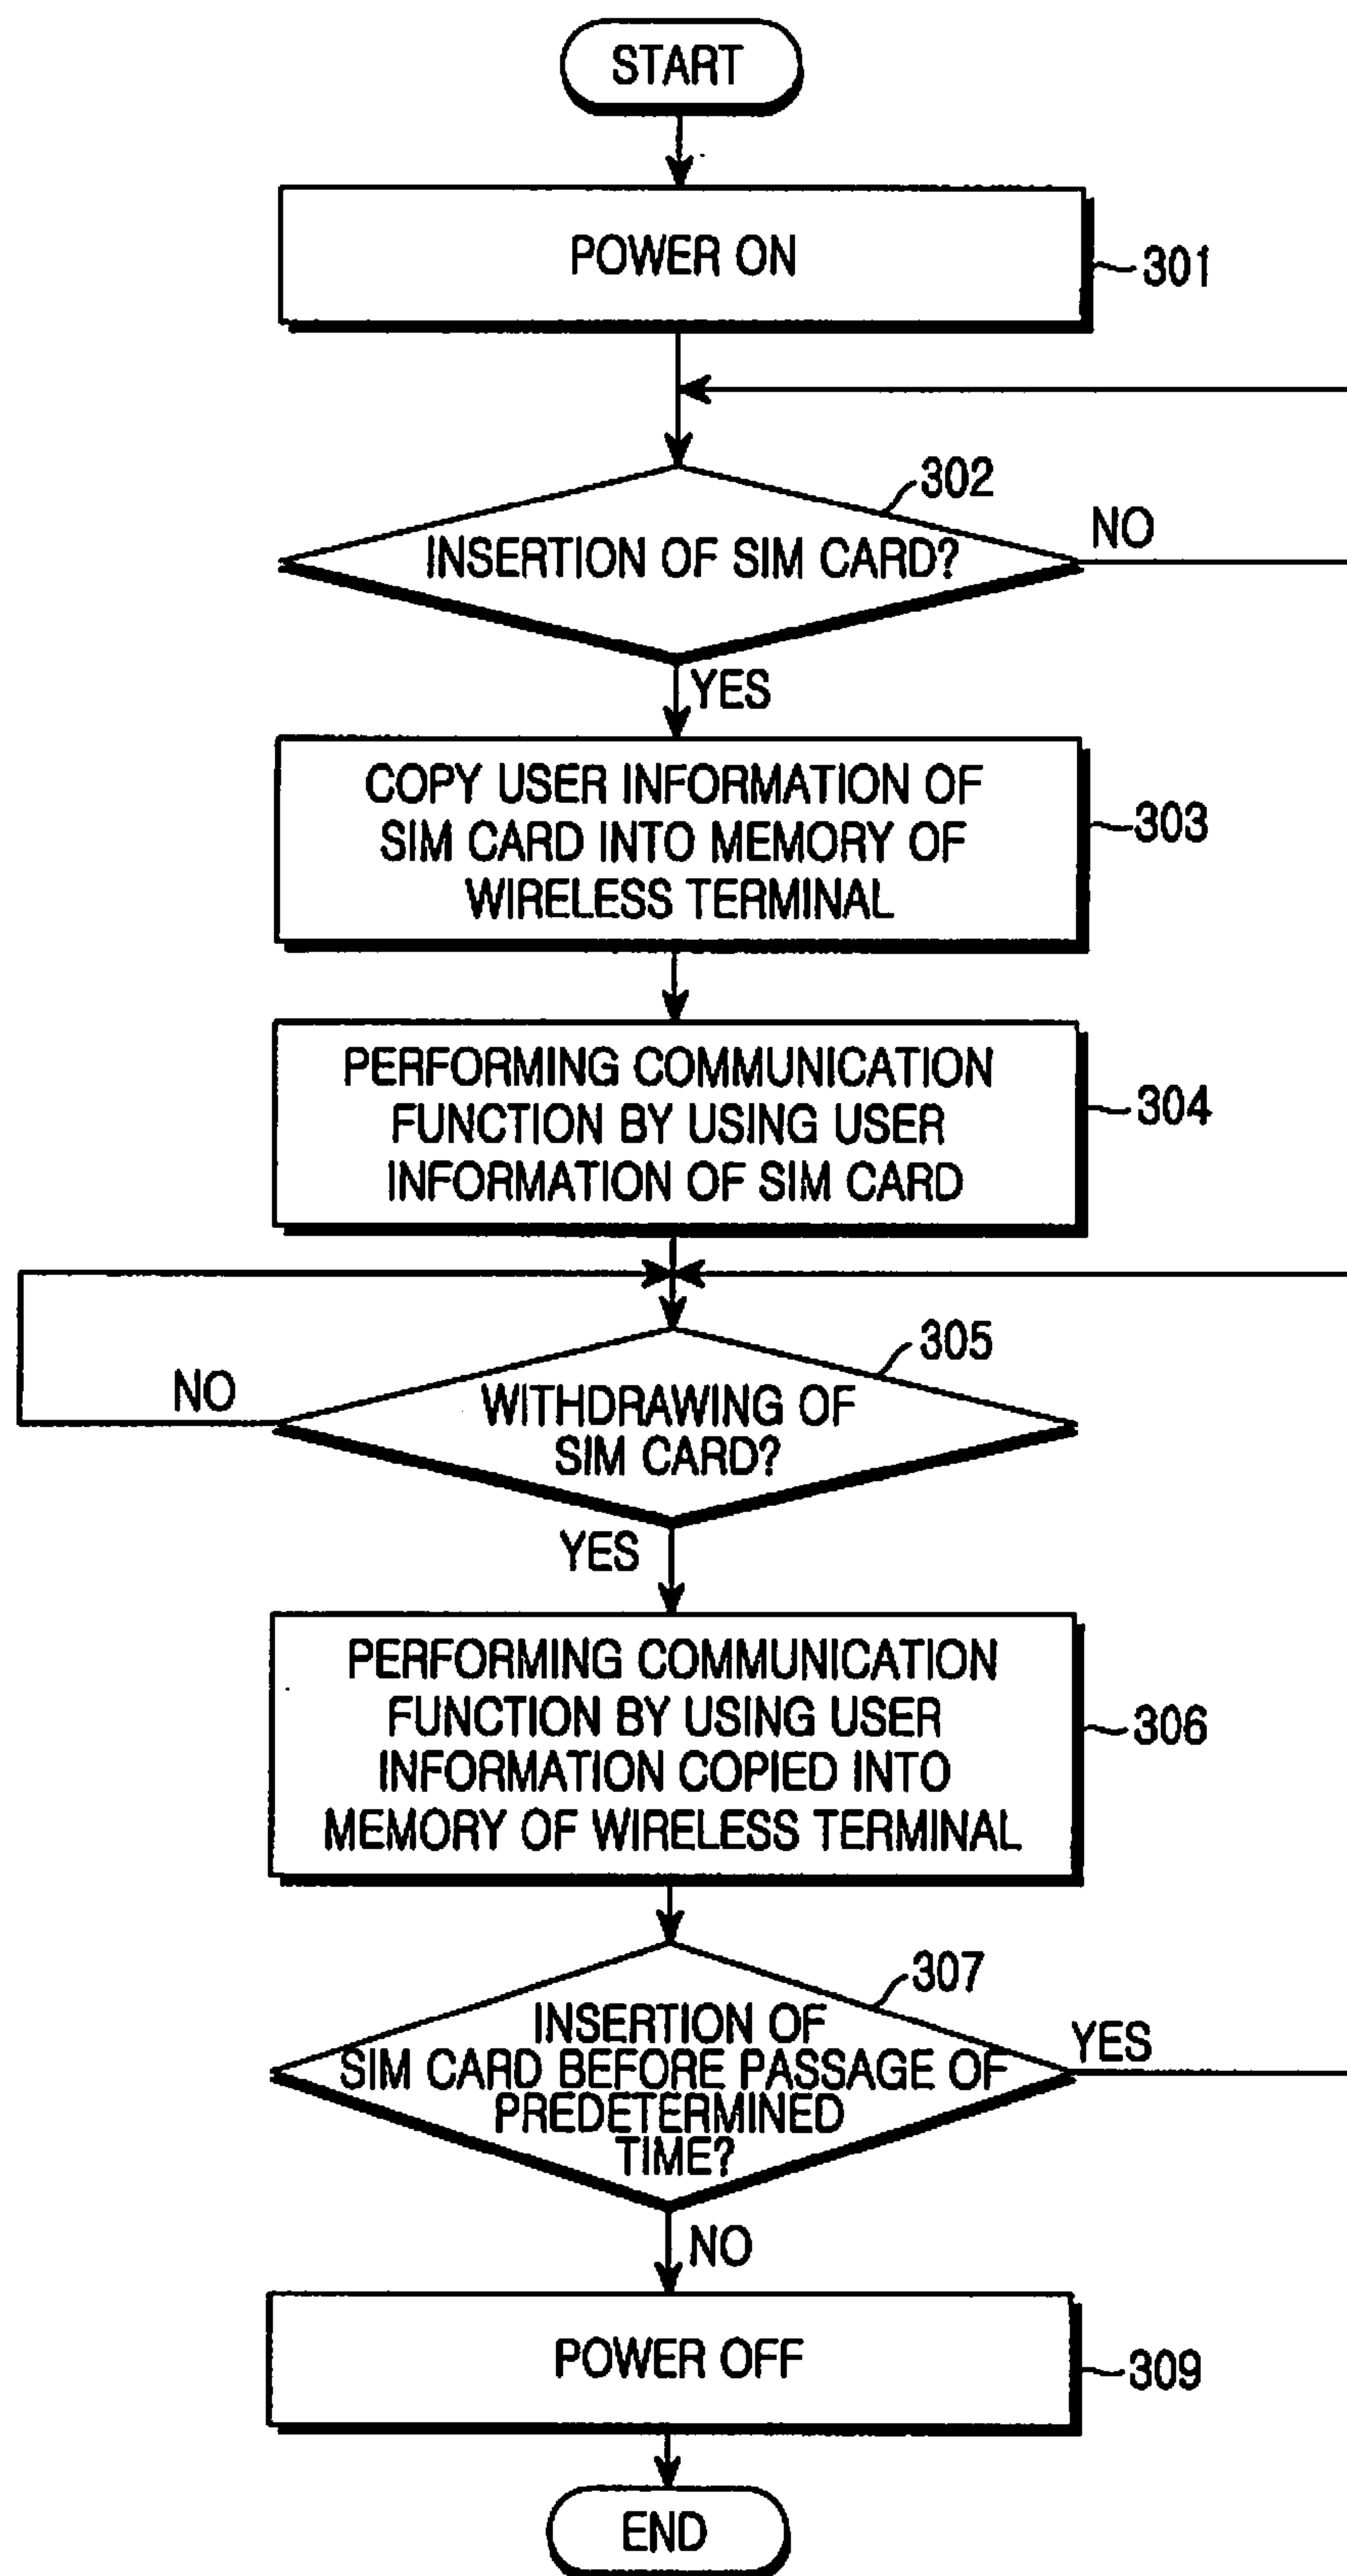 START
POWER ON
301
302
INSERTION OF SIM CARD?
NO
YES
COPY USER INFORMATION OF
SIM CARD INTO MEMORY OF
WIRELESS TERMINAL
303
PERFORMING COMMUNICATION
FUNCTION BY USING USER
INFORMATION OF SIM CARD
304
305
NO
WITHDRAWING OF
SIM CARD?
YES
PERFORMING COMMUNICATION
FUNCTION BY USING USER
INFORMATION COPIED INTO
MEMORY OF WIRELESS TERMINAL
306
307
INSERTION OF
SIM CARD BEFORE PASSAGE OF
PREDETERMINED
TIME?
YES
NO
POWER OFF
309
END